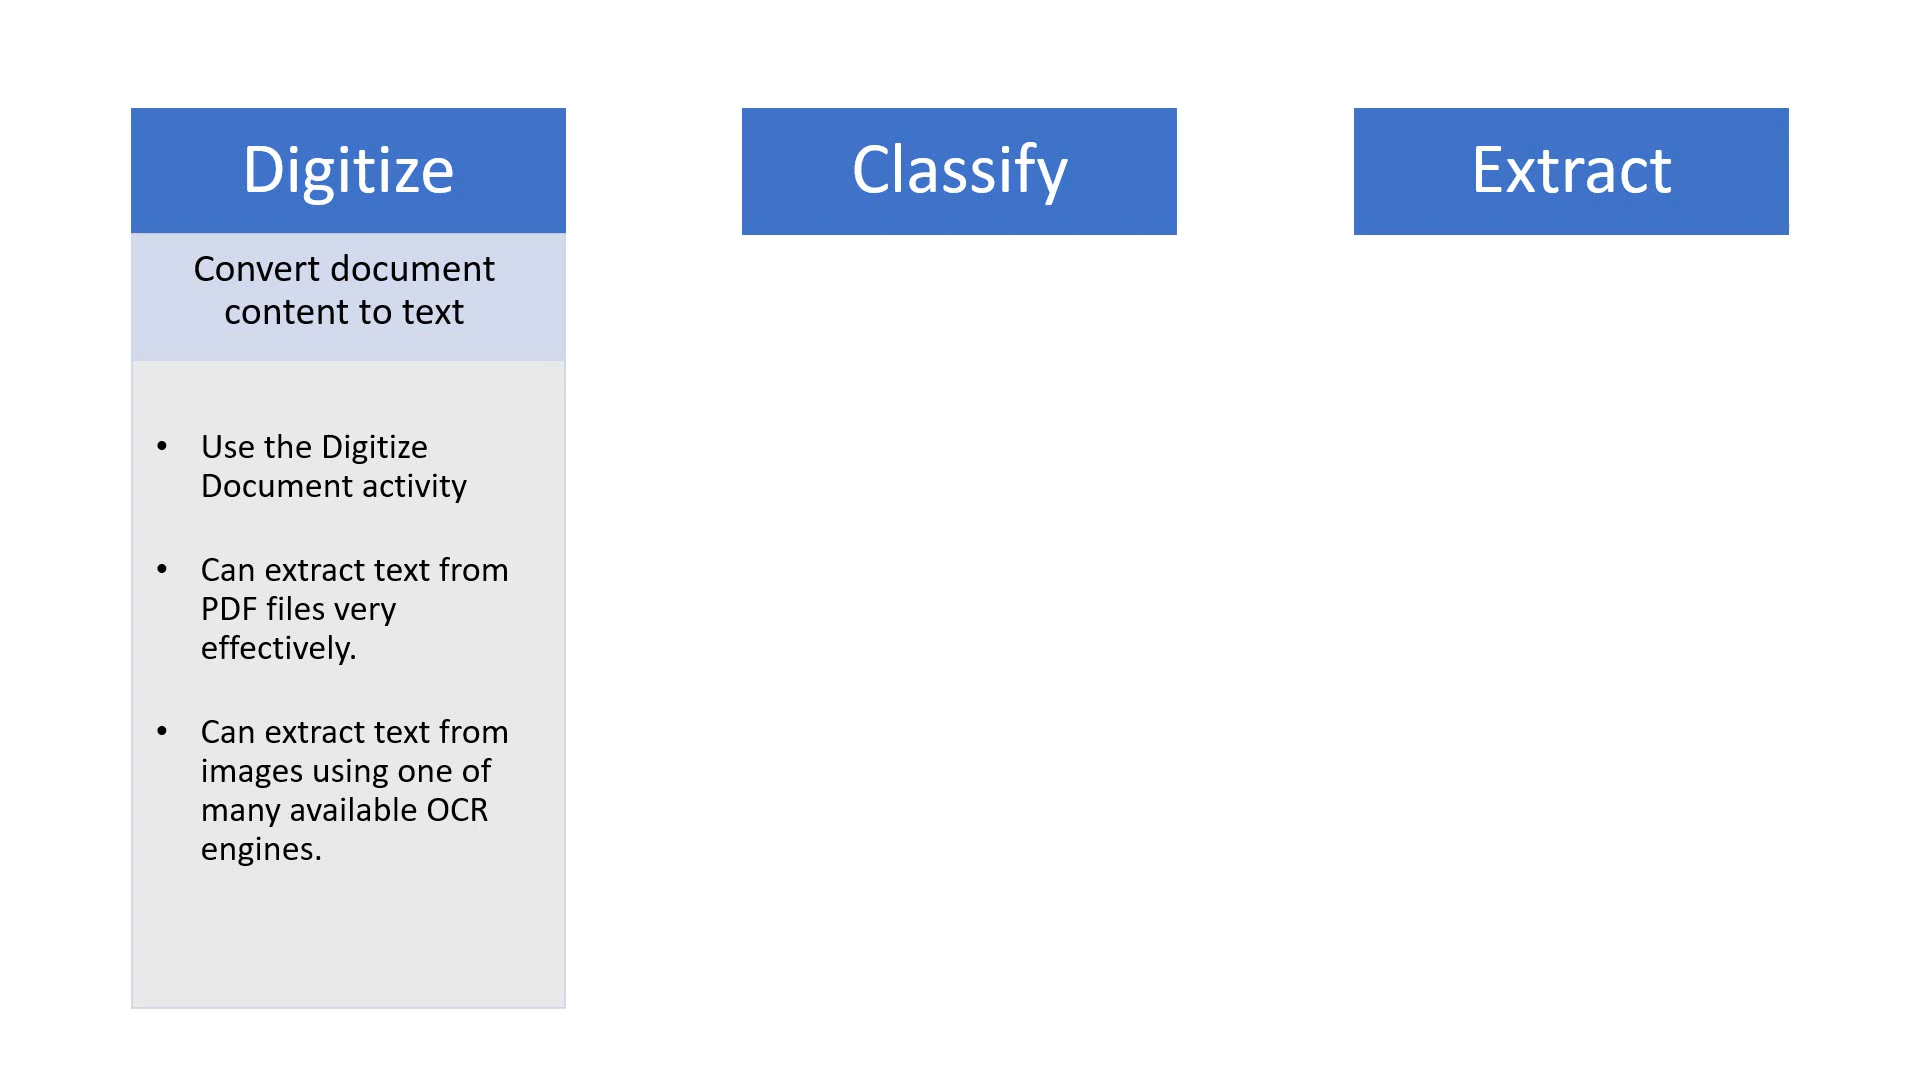 Digitize
Convert document
content to text
• Use the Digitize
Document activity
• Can extract text from
PDF files very
effectively.
• Can extract text from
images using one of
many available OCR
engines.
Classify
Extract